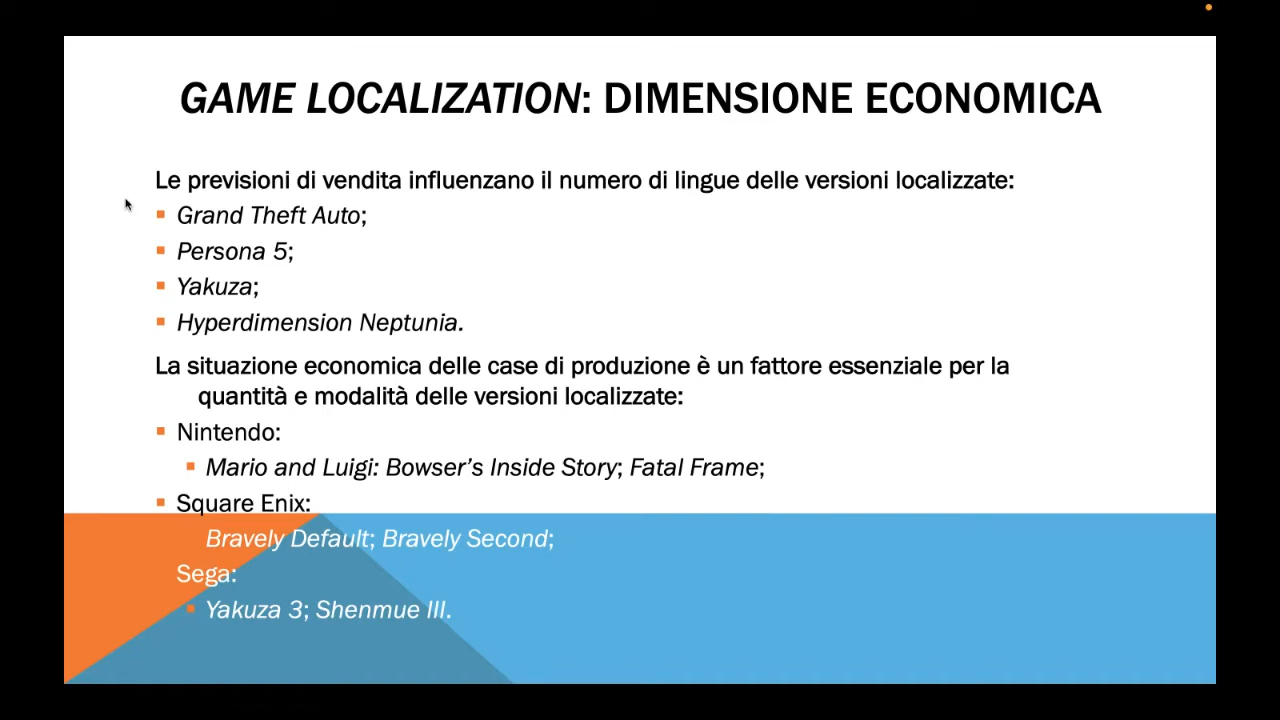 GAME LOCALIZATION: DIMENSIONE ECONOMICA
Le previsioni di vendita influenzano il numero di lingue delle versioni localizzate:
Grand Theft Auto;
Persona 5;
Yakuza;
Hyperdimension Neptunia.
La situazione economica delle case di produzione è un fattore essenziale per la
quantità e modalità delle versioni localizzate:
Nintendo:
Mario and Luigi: Bowser's Inside Story; Fatal Frame;
Square Enix:
Bravely Default; Bravely Second;
Sega:
Yakuza 3; Shenmue III.